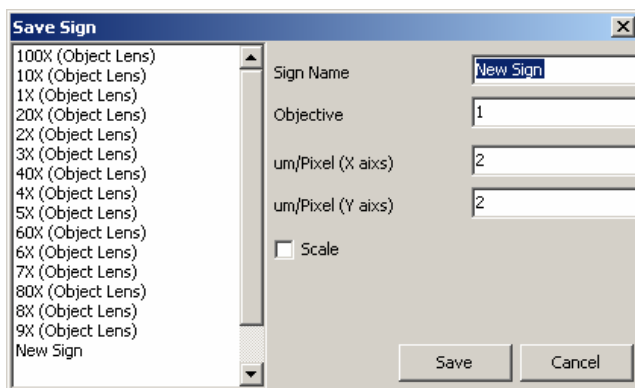 Save Sign
100X (Object Lens)
10X (Object Lens)
1X (Object Lens)
20X (Object Lens)
2X (Object Lens)
3X (Object Lens)
40X (Object Lens)
4X (Object Lens)
5X (Object Lens)
60X (Object Lens)
6X (Object Lens)
7X (Object Lens)
80X (Object Lens)
8X (Object Lens)
9X (Object Lens)
New Sign
Sign Name
New Sign
Objective
1
um/Pixel (X aixs)
2
um/Pixel (Y aixs)
2
Scale
Save
Cancel